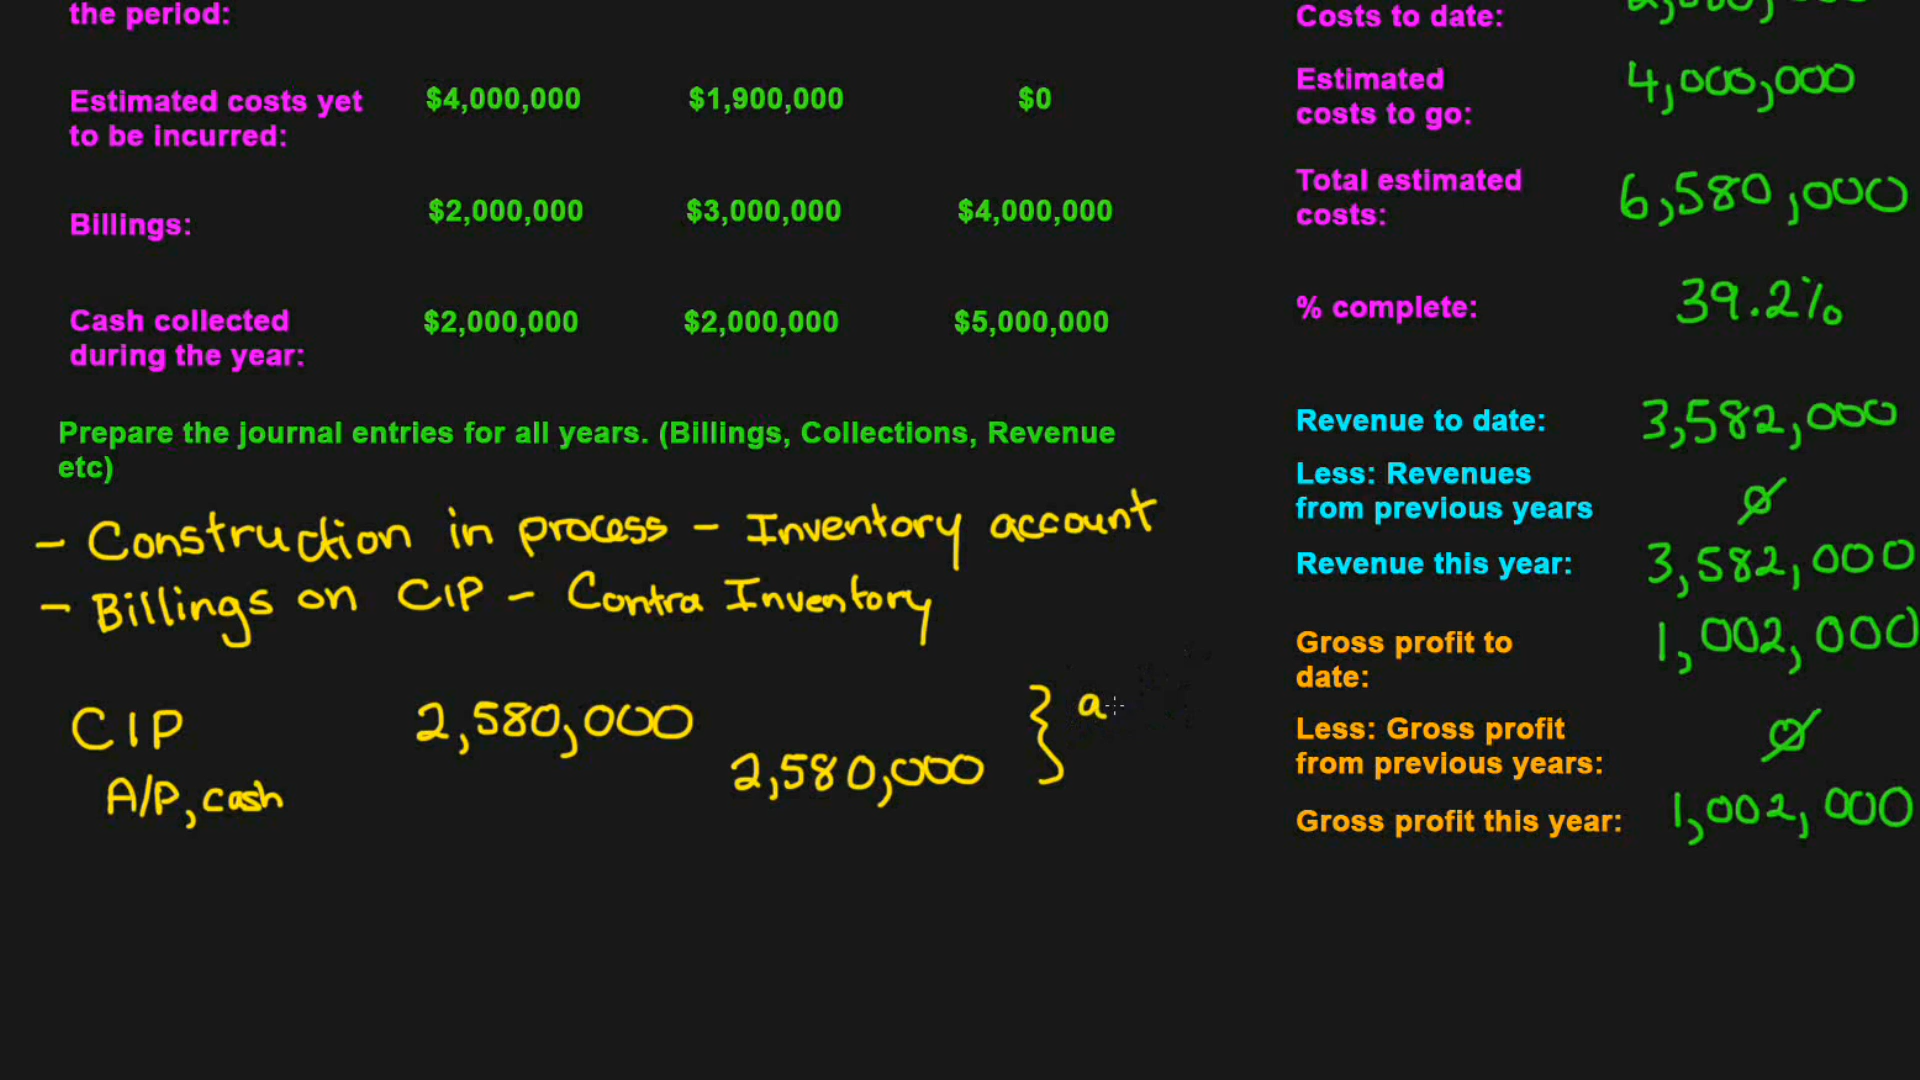 the period:
Estimated costs yet $4,000,000 $1,900,000 $0
to be incurred:
Billings: $2,000,000 $3,000,000 $4,000,000
Cash collected $2,000,000 $2,000,000 $5,000,000
during the year:
Prepare the journal entries for all years. (Billings, Collections, Revenue
etc)
- Construction in process - Inventory account
- Billings on CIP - Contra Inventory
CIP 2,580,000
A/P, cash 2,580,000
} a
Costs to date:
Estimated
costs to go: 4,000,000
Total estimated
costs: 6,580,000
% complete: 39.2%
Revenue to date: 3,582,000
Less: Revenues
from previous years Ø
Revenue this year: 3,582,000
Gross profit to
date: 1,002,000
Less: Gross profit
from previous years: Ø
Gross profit this year: 1,002,000